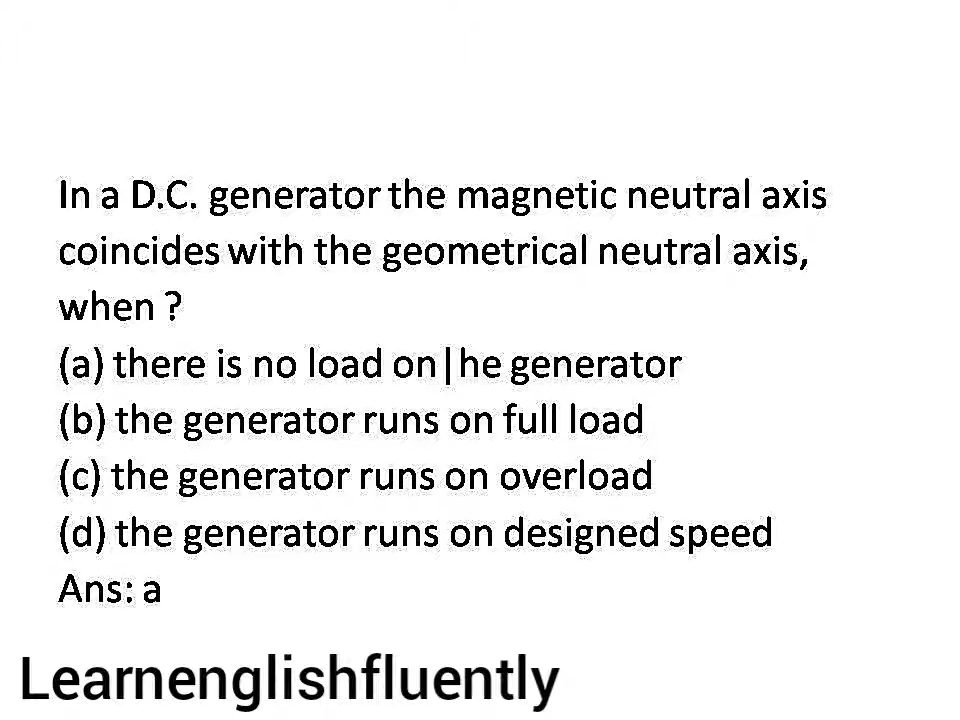 In a D.C. generator the magnetic neutral axis
coincides with the geometrical neutral axis,
when ?
(a) there is no load on|he generator
(b) the generator runs on full load
(c) the generator runs on overload
(d) the generator runs on designed speed
Ans: a
Learnenglishfluently